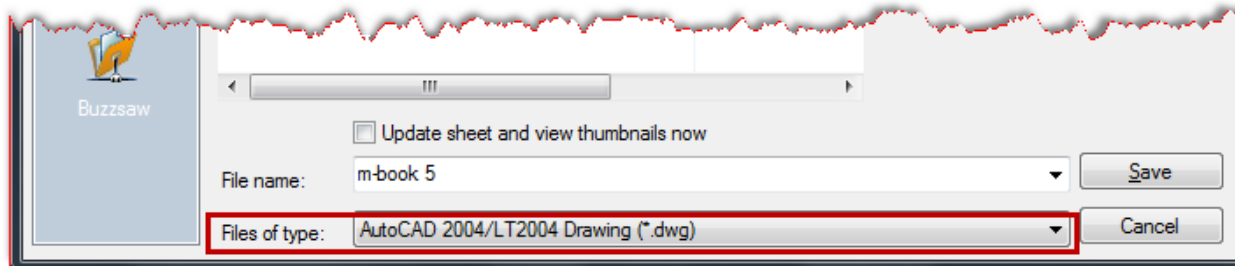 Buzzsaw
Update sheet and view thumbnails now
File name: m-book 5 Save
Files of type: AutoCAD 2004/LT2004 Drawing (*.dwg) Cancel